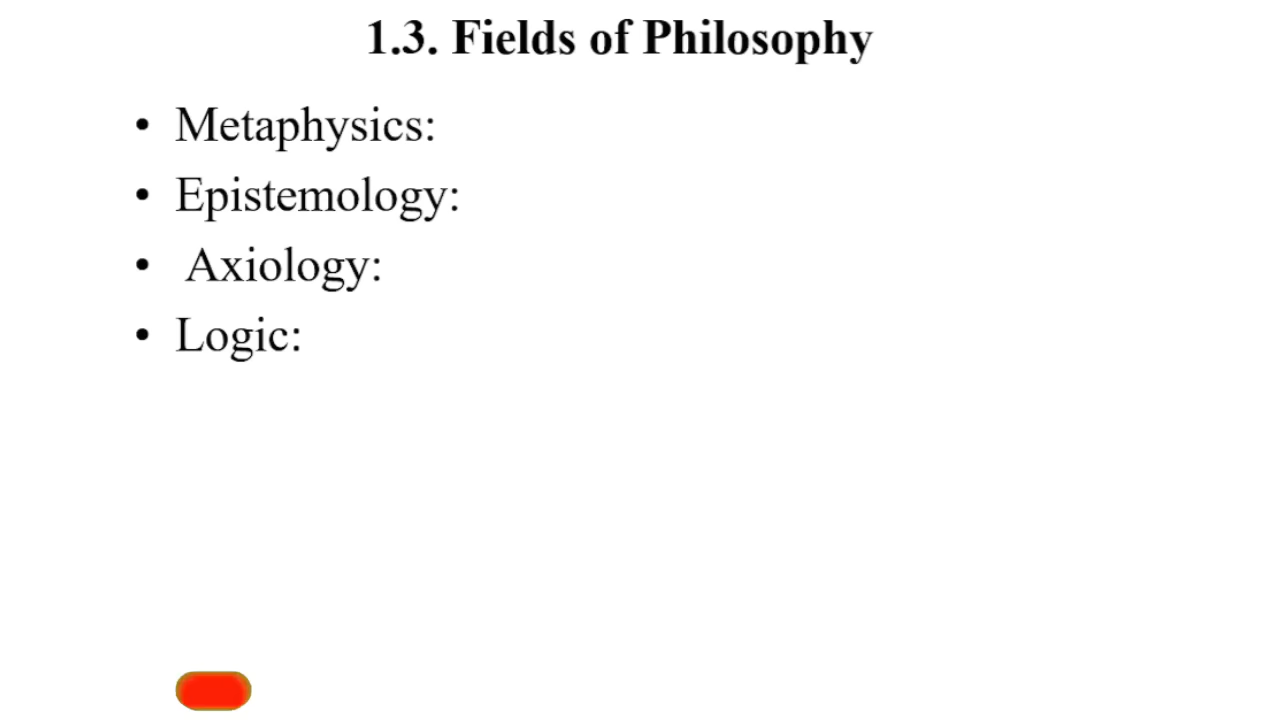 1.3. Fields of Philosophy
• Metaphysics:
• Epistemology:
• Axiology:
• Logic: